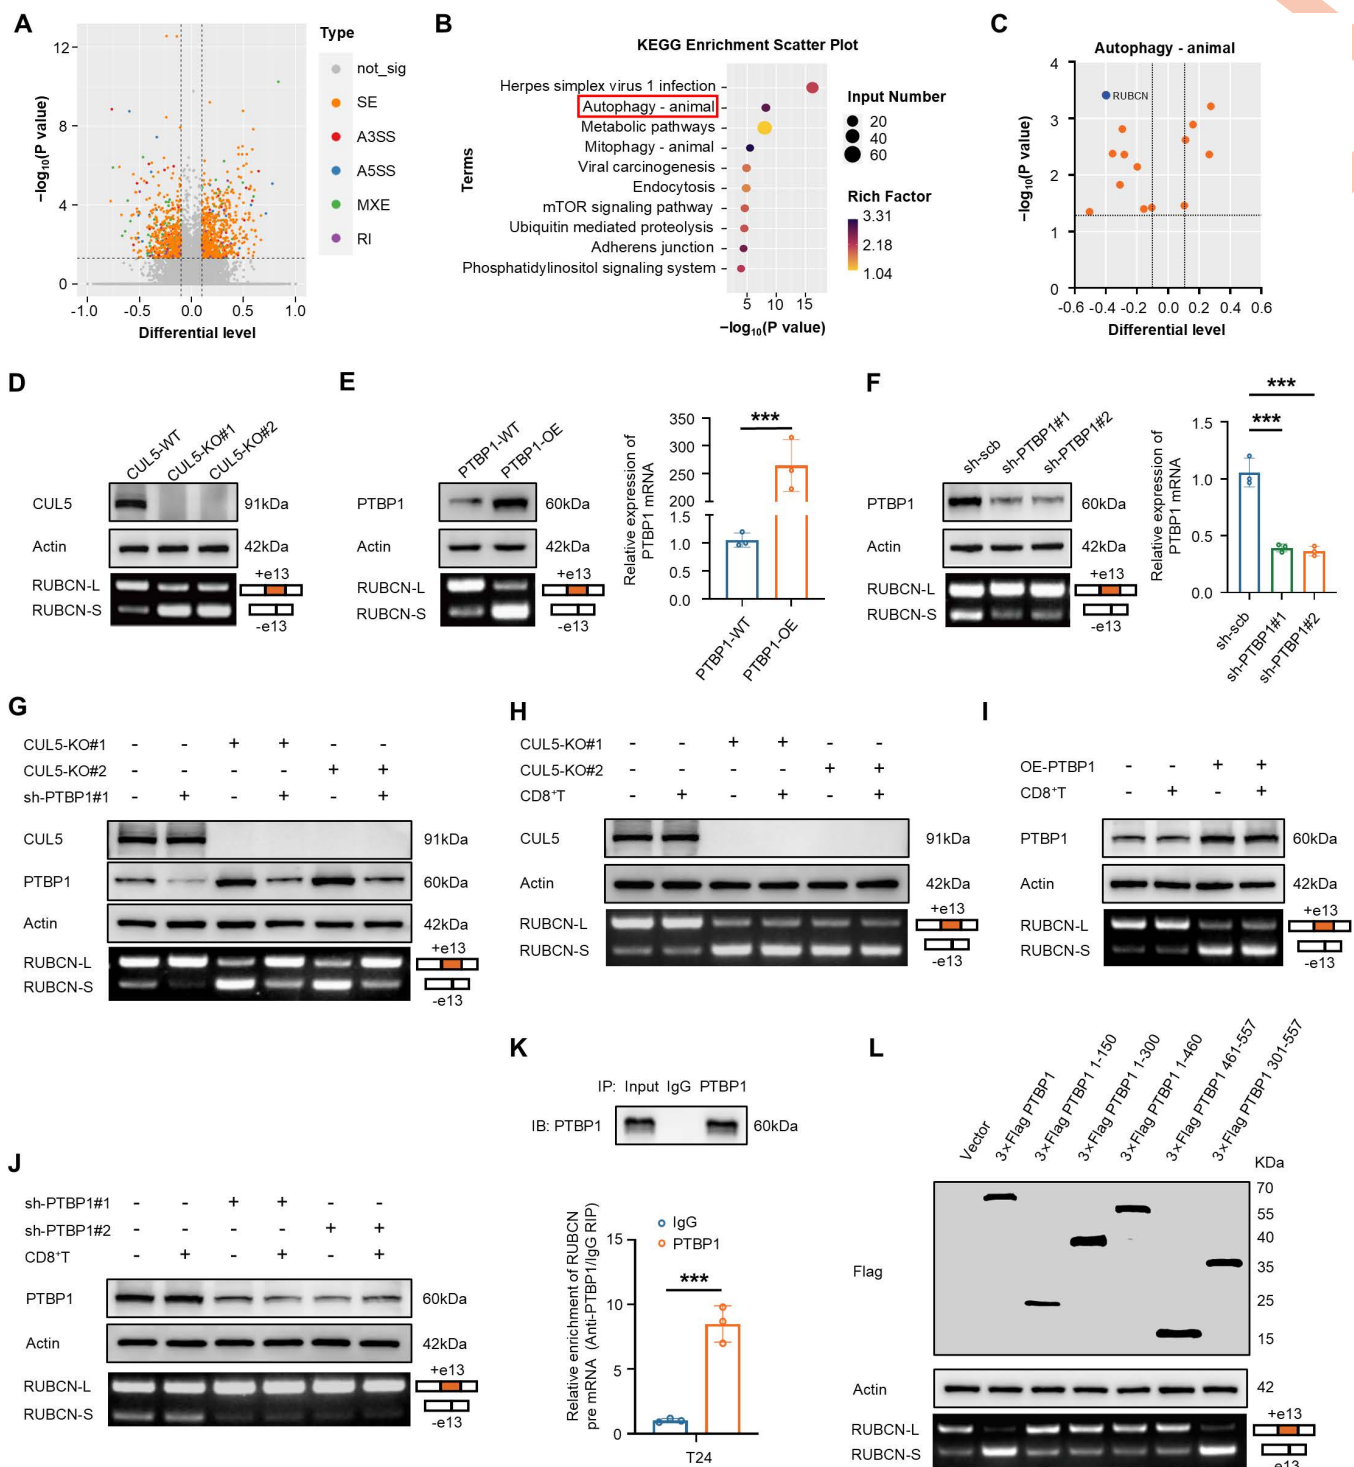 A
12
8
4
0
-1.0 -0.5 0.0 0.5 1.0
−log10(P value)
Differential level
Type
not_sig
SE
A3SS
A5SS
MXE
RI
B
KEGG Enrichment Scatter Plot
Terms
Herpes simplex virus 1 infection
Autophagy - animal
Metabolic pathways
Mitophagy - animal
Viral carcinogenesis
Endocytosis
mTOR signaling pathway
Ubiquitin mediated proteolysis
Adherens junction
Phosphatidylinositol signaling system
5 10 15
−log10(P value)
Input Number
20
40
60
Rich Factor
3.31
2.18
1.04
C
Autophagy - animal
RUBCN
4
3
2
1
0
-0.6 -0.4 -0.2 0.0 0.2 0.4 0.6
−log10(P value)
Differential level
D
CUL5-WT
CUL5-KO#1
CUL5-KO#2
CUL5 91kDa
Actin 42kDa
RUBCN-L +e13
RUBCN-S -e13
E
PTBP1-WT
PTBP1-OE
PTBP1 60kDa
Actin 42kDa
RUBCN-L +e13
RUBCN-S -e13
Relative expression of
PTBP1 mRNA
350
300
250
200
1.5
1.0
0.5
0.0
***
PTBP1-WT
PTBP1-OE
F
sh-scb
sh-PTBP1#1
sh-PTBP1#2
PTBP1 60kDa
Actin 42kDa
RUBCN-L +e13
RUBCN-S -e13
Relative expression of
PTBP1 mRNA
1.5
1.0
0.5
0.0
***
***
sh-scb
sh-PTBP1#1
sh-PTBP1#2
G
CUL5-KO#1 - - + + - -
CUL5-KO#2 - - - - + +
sh-PTBP1#1 - + - + - +
CUL5 91kDa
PTBP1 60kDa
Actin 42kDa
RUBCN-L +e13
RUBCN-S -e13
H
CUL5-KO#1 - - + + - -
CUL5-KO#2 - - - - + +
CD8+T - + - + - +
CUL5 91kDa
Actin 42kDa
RUBCN-L +e13
RUBCN-S -e13
I
OE-PTBP1 - - + +
CD8+T - + - +
PTBP1 60kDa
Actin 42kDa
RUBCN-L +e13
RUBCN-S -e13
J
sh-PTBP1#1 - - + + - -
sh-PTBP1#2 - - - - + +
CD8+T - + - + - +
PTBP1 60kDa
Actin 42kDa
RUBCN-L +e13
RUBCN-S -e13
K
IP: Input IgG PTBP1
IB: PTBP1 60kDa
Relative enrichment of RUBCN
pre mRNA (Anti-PTBP1/IgG RIP)
IgG
PTBP1
15
10
5
0
***
T24
L
Vector
3×Flag PTBP1
3×Flag PTBP1 1-150
3×Flag PTBP1 1-300
3×Flag PTBP1 1-460
3×Flag PTBP1 461-557
3×Flag PTBP1 301-557
KDa
70
55
40
35
25
15
Flag
Actin 42
RUBCN-L +e13
RUBCN-S -e13